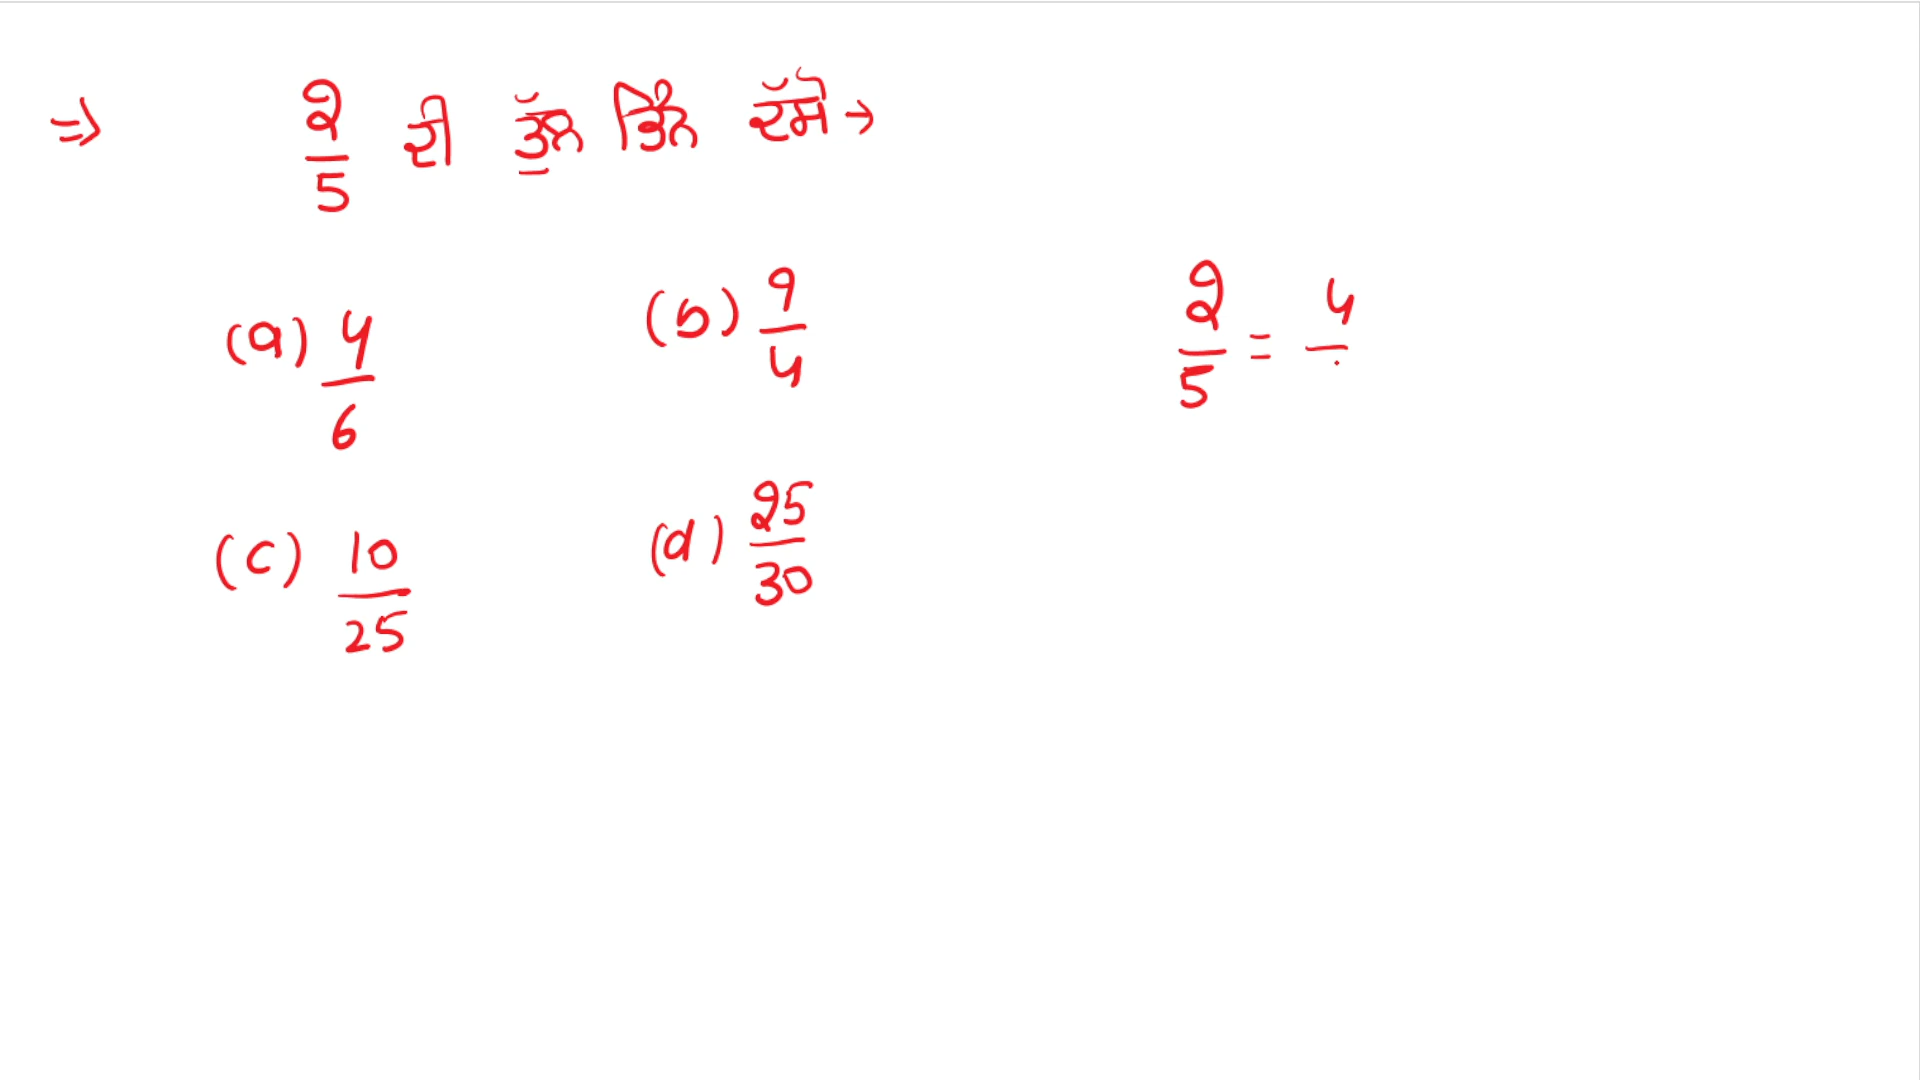 ⇒ 2/5 ਦੀ ਤੁੱਲ ਭਿੰਨ ਦੱਸੋ →
(a) 4/6 (b) 9/4
2/5 = 4/
(c) 10/25 (d) 25/30